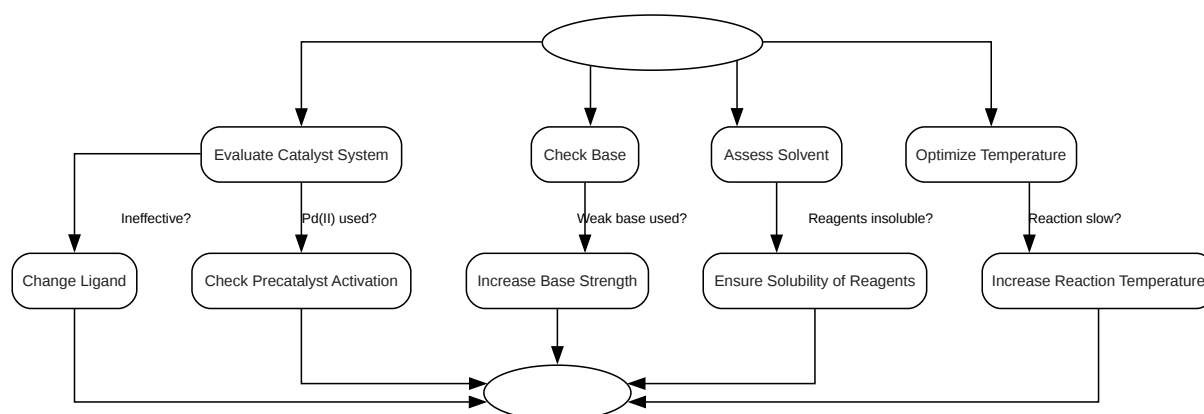 Evaluate Catalyst System
Check Base
Assess Solvent
Optimize Temperature
Ineffective?
Pd(II) used?
Weak base used?
Reagents insoluble?
Reaction slow?
Change Ligand
Check Precatalyst Activation
Increase Base Strength
Ensure Solubility of Reagents
Increase Reaction Temperature